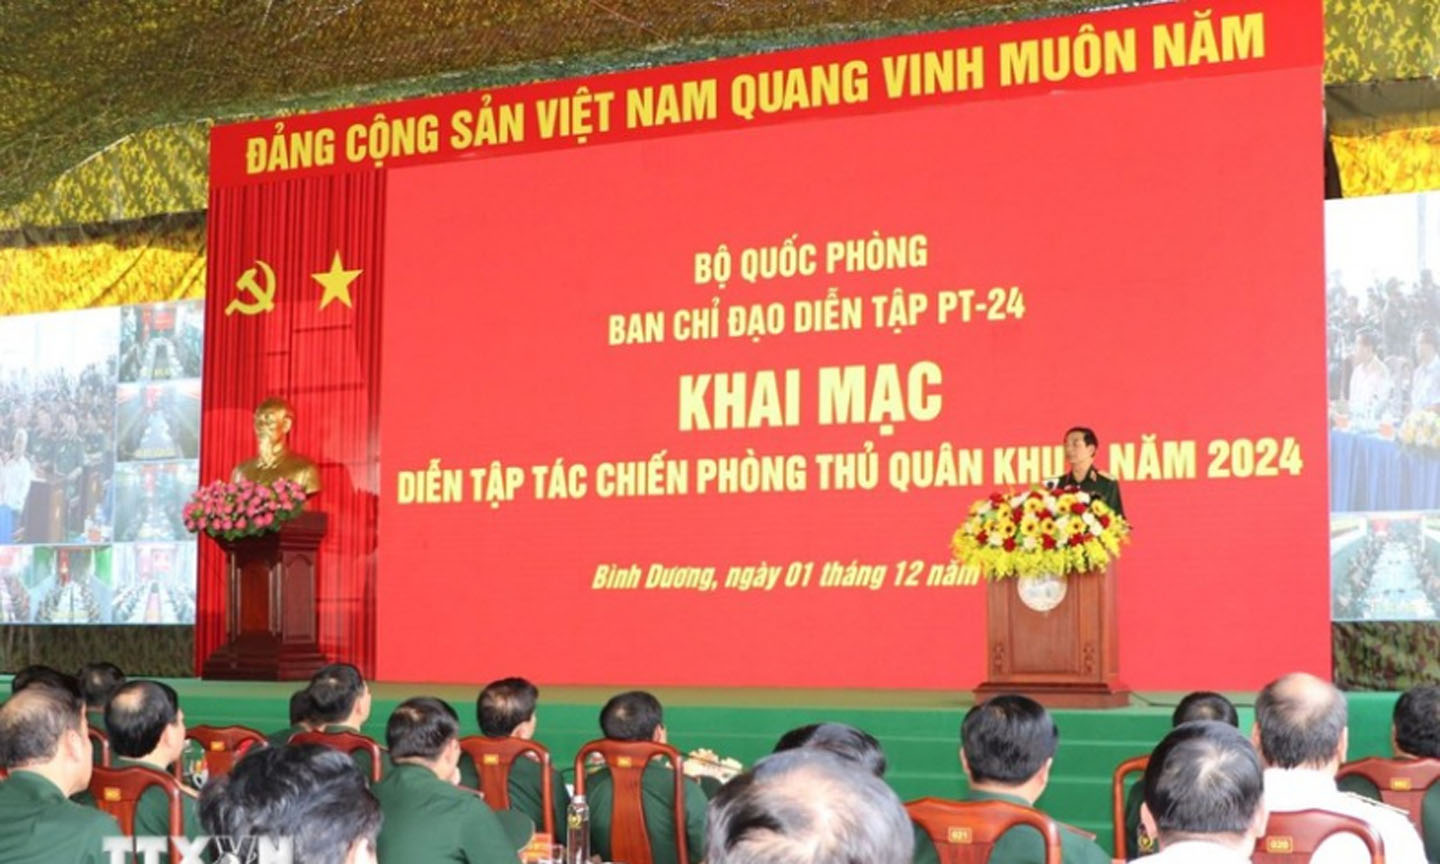 ĐẢNG CỘNG SẢN VIỆT NAM QUANG VINH MUÔN NĂM
BỘ QUỐC PHÒNG
BAN CHỈ ĐẠO DIỄN TẬP PT-24
KHAI MẠC
DIỄN TẬP TÁC CHIẾN PHÒNG THỦ QUÂN KHU NĂM 2024
Bình Dương, ngày 01 tháng 12 năm
021
020
TTXVN